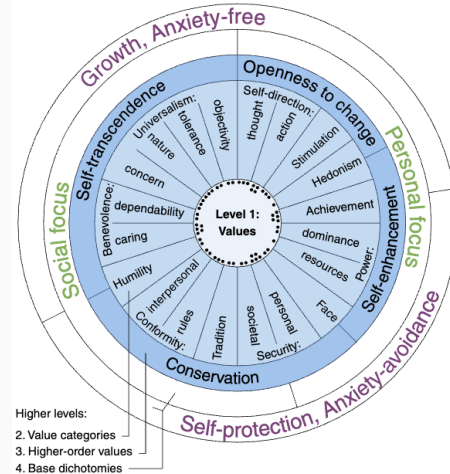 Growth, Anxiety-free
Social focus
Personal focus
Self-protection, Anxiety-avoidance
Self-transcendence
Openness to change
Self-enhancement
Conservation
Universalism:
nature
tolerance
objectivity
concern
Self-direction:
thought
action
Stimulation
Hedonism
Achievement
Power:
dominance
resources
Face
Security:
personal
societal
Tradition
Conformity:
rules
interpersonal
Humility
Benevolence:
caring
dependability
Level 1:
Values
Higher levels:
2. Value categories
3. Higher-order values
4. Base dichotomies